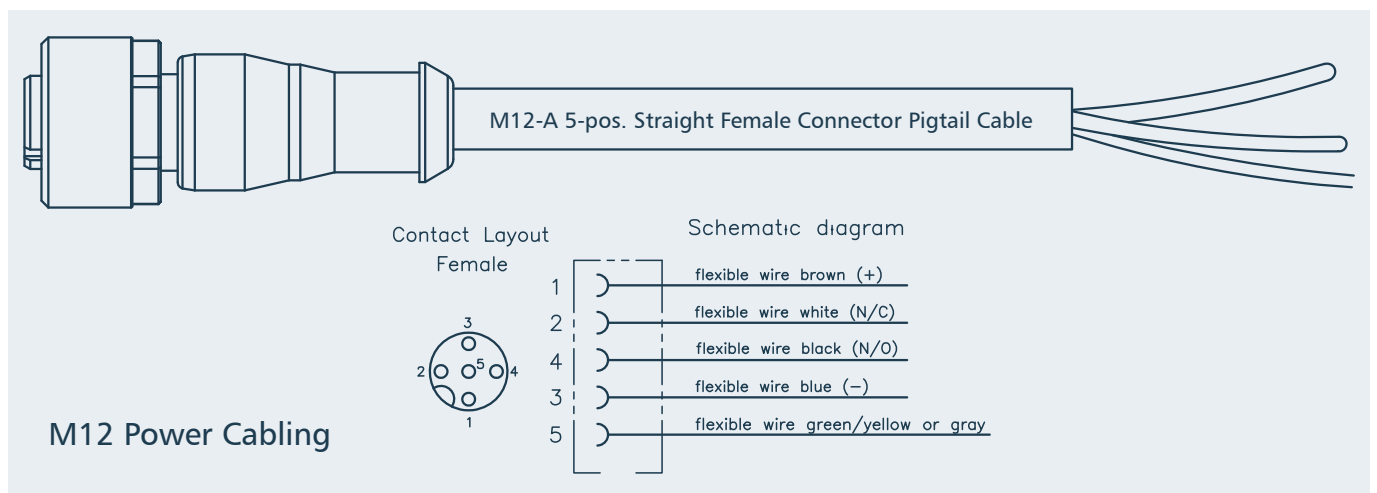 M12-A 5-pos. Straight Female Connector Pigtail Cable
Contact Layout
Female
3
2
5
4
1
Schematic diagram
1 flexible wire brown (+)
2 flexible wire white (N/C)
4 flexible wire black (N/O)
3 flexible wire blue (−)
5 flexible wire green/yellow or gray
M12 Power Cabling